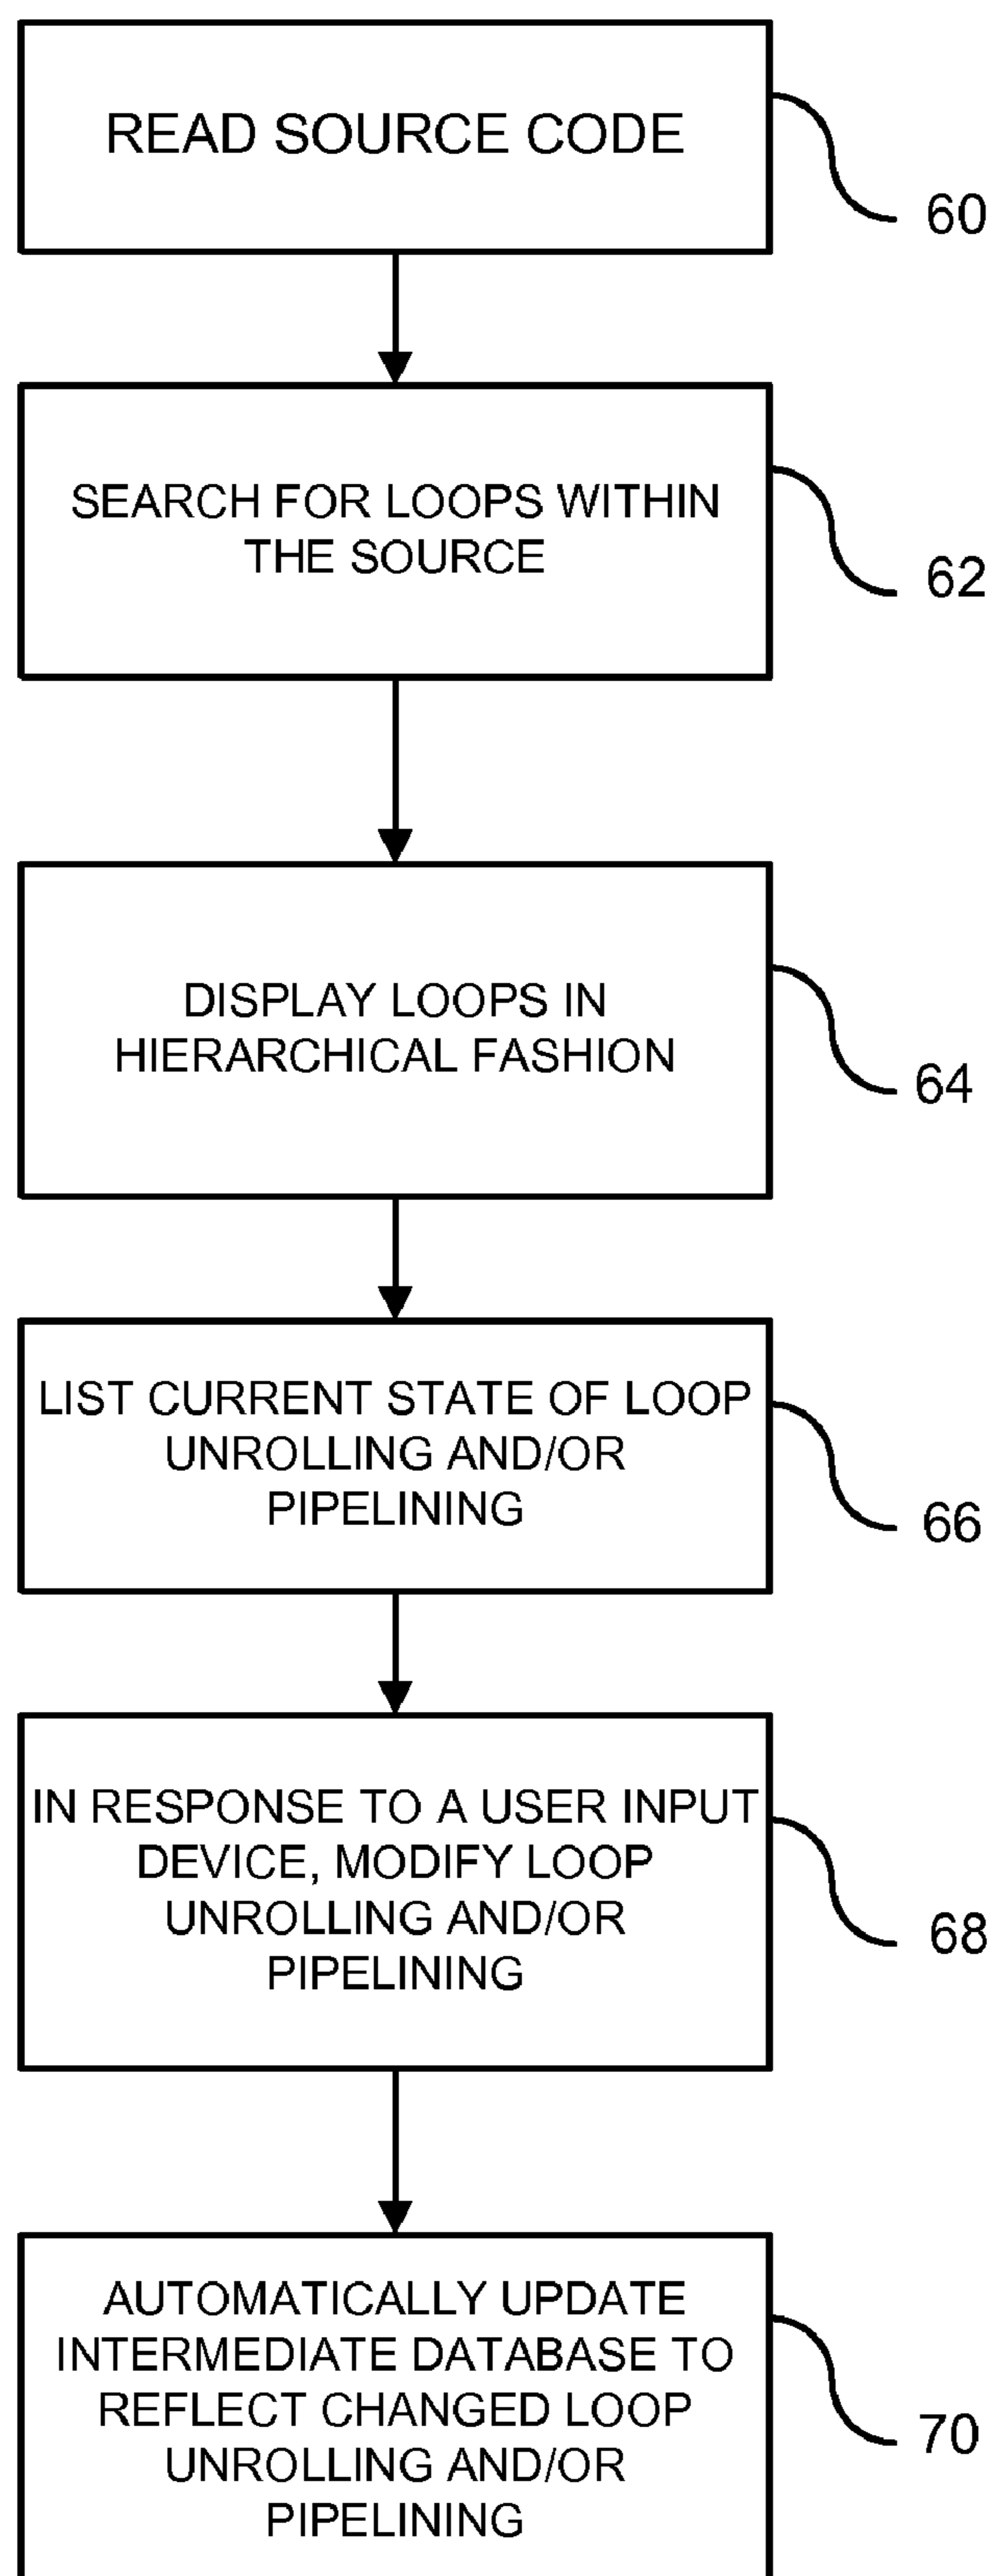 READ SOURCE CODE
60
SEARCH FOR LOOPS WITHIN
THE SOURCE
62
DISPLAY LOOPS IN
HIERARCHICAL FASHION
64
LIST CURRENT STATE OF LOOP
UNROLLING AND/OR
PIPELINING
66
IN RESPONSE TO A USER INPUT
DEVICE, MODIFY LOOP
UNROLLING AND/OR
PIPELINING
68
AUTOMATICALLY UPDATE
INTERMEDIATE DATABASE TO
REFLECT CHANGED LOOP
UNROLLING AND/OR
PIPELINING
70